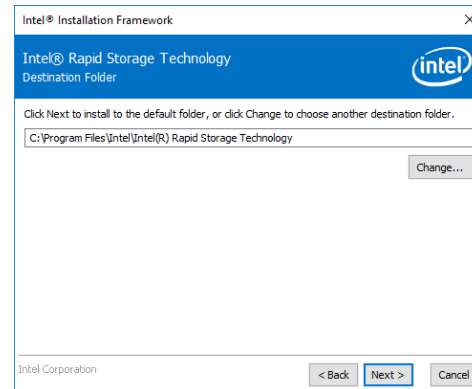 Intel® Installation Framework
Intel® Rapid Storage Technology
Destination Folder
intel
Click Next to install to the default folder, or click Change to choose another destination folder.
C:\Program Files\Intel\Intel(R) Rapid Storage Technology
Change...
Intel Corporation
< Back
Next >
Cancel